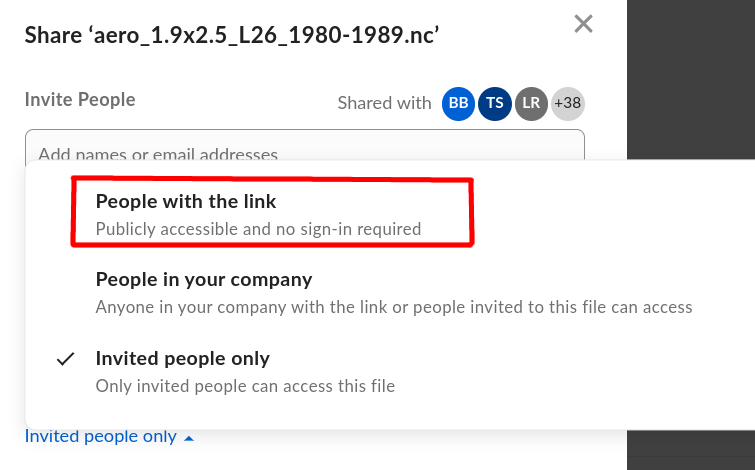 Share ‘aero_1.9x2.5_L26_1980-1989.nc’
Invite People
Shared with BB TS LR +38
Add names or email addresses
People with the link
Publicly accessible and no sign-in required
People in your company
Anyone in your company with the link or people invited to this file can access
Invited people only
Only invited people can access this file
Invited people only